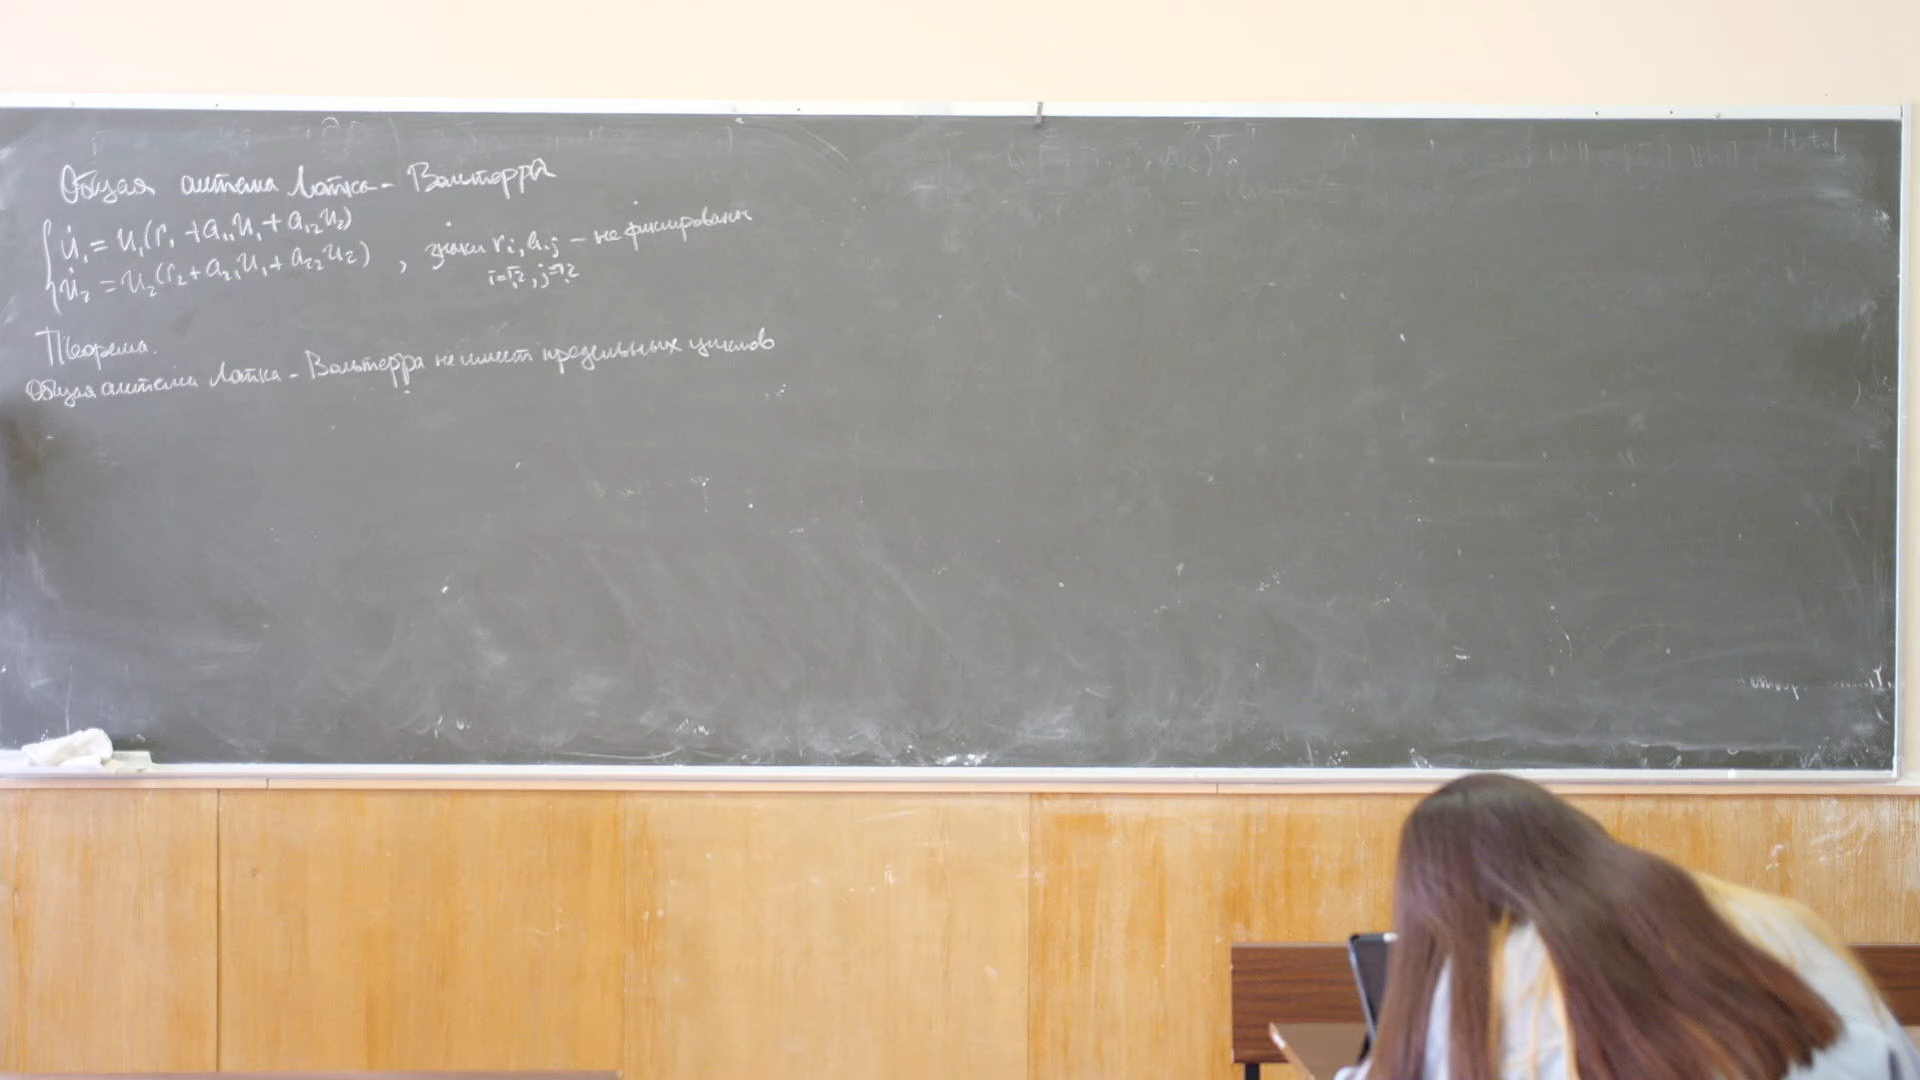 Общая система Лотка - Вольтерра
{ u̇₁ = u₁(r₁ + a₁₁u₁ + a₁₂u₂)
u̇₂ = u₂(r₂ + a₂₁u₁ + a₂₂u₂) , знаки rᵢ, aᵢⱼ - не фиксированы
i=1,2, j=1,2
Теорема.
Общая система Лотка - Вольтерра не имеет предельных циклов